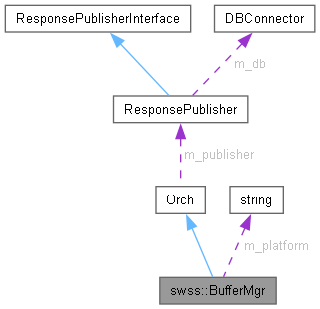 ResponsePublisherInterface
DBConnector
m_db
ResponsePublisher
m_publisher
Orch
string
m_platform
swss::BufferMgr